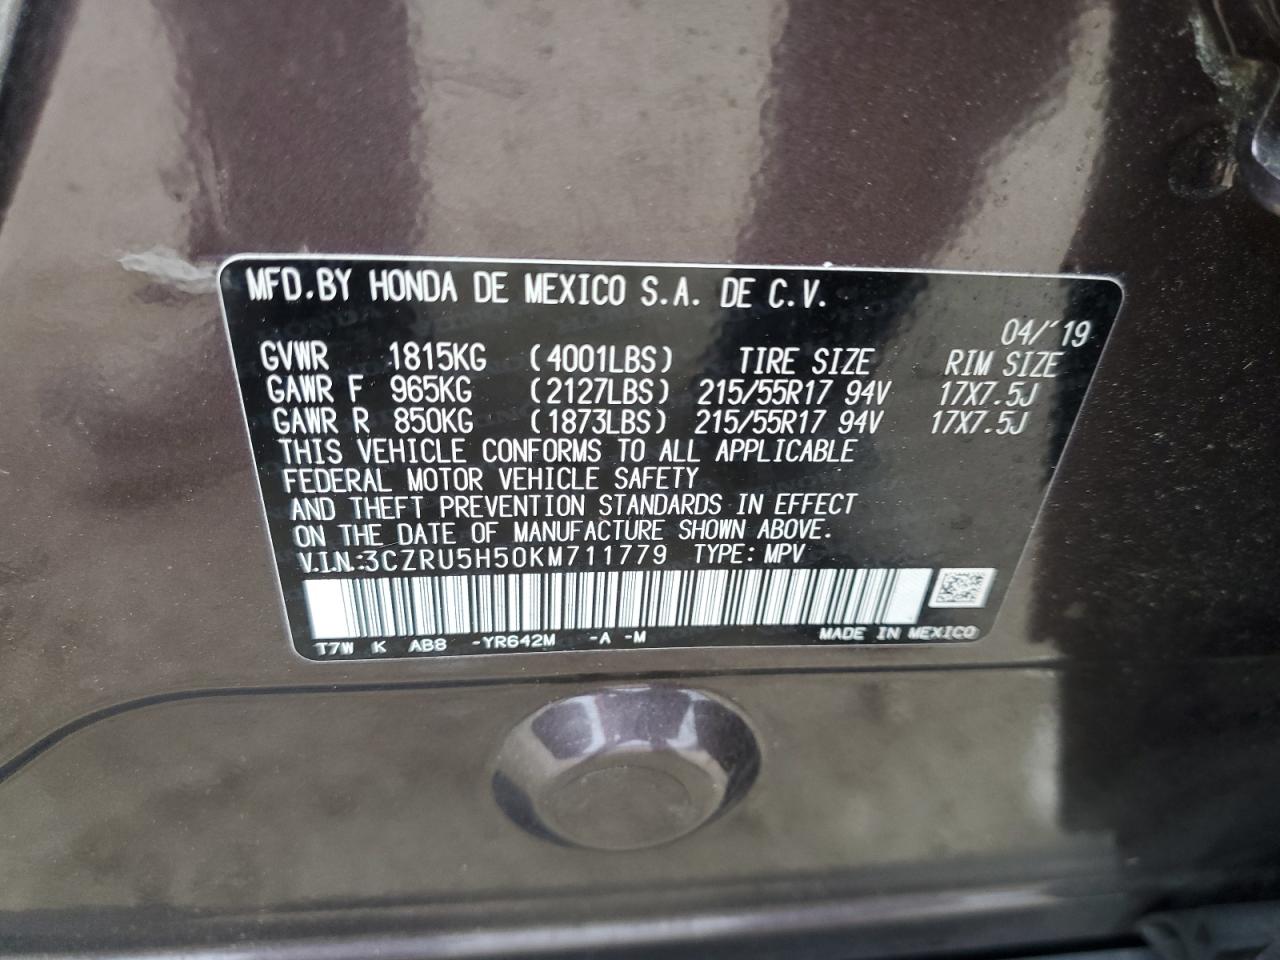 MFD.BY HONDA DE MEXICO S.A. DE C.V.
04/'19
GVWR 1815KG (4001LBS) TIRE SIZE RIM SIZE
GAWR F 965KG (2127LBS) 215/55R17 94V 17X7.5J
GAWR R 850KG (1873LBS) 215/55R17 94V 17X7.5J
THIS VEHICLE CONFORMS TO ALL APPLICABLE
FEDERAL MOTOR VEHICLE SAFETY
AND THEFT PREVENTION STANDARDS IN EFFECT
ON THE DATE OF MANUFACTURE SHOWN ABOVE.
V.I.N.:3CZRU5H50KM711779 TYPE: MPV
T7W K AB8 -YR642M -A -M MADE IN MEXICO